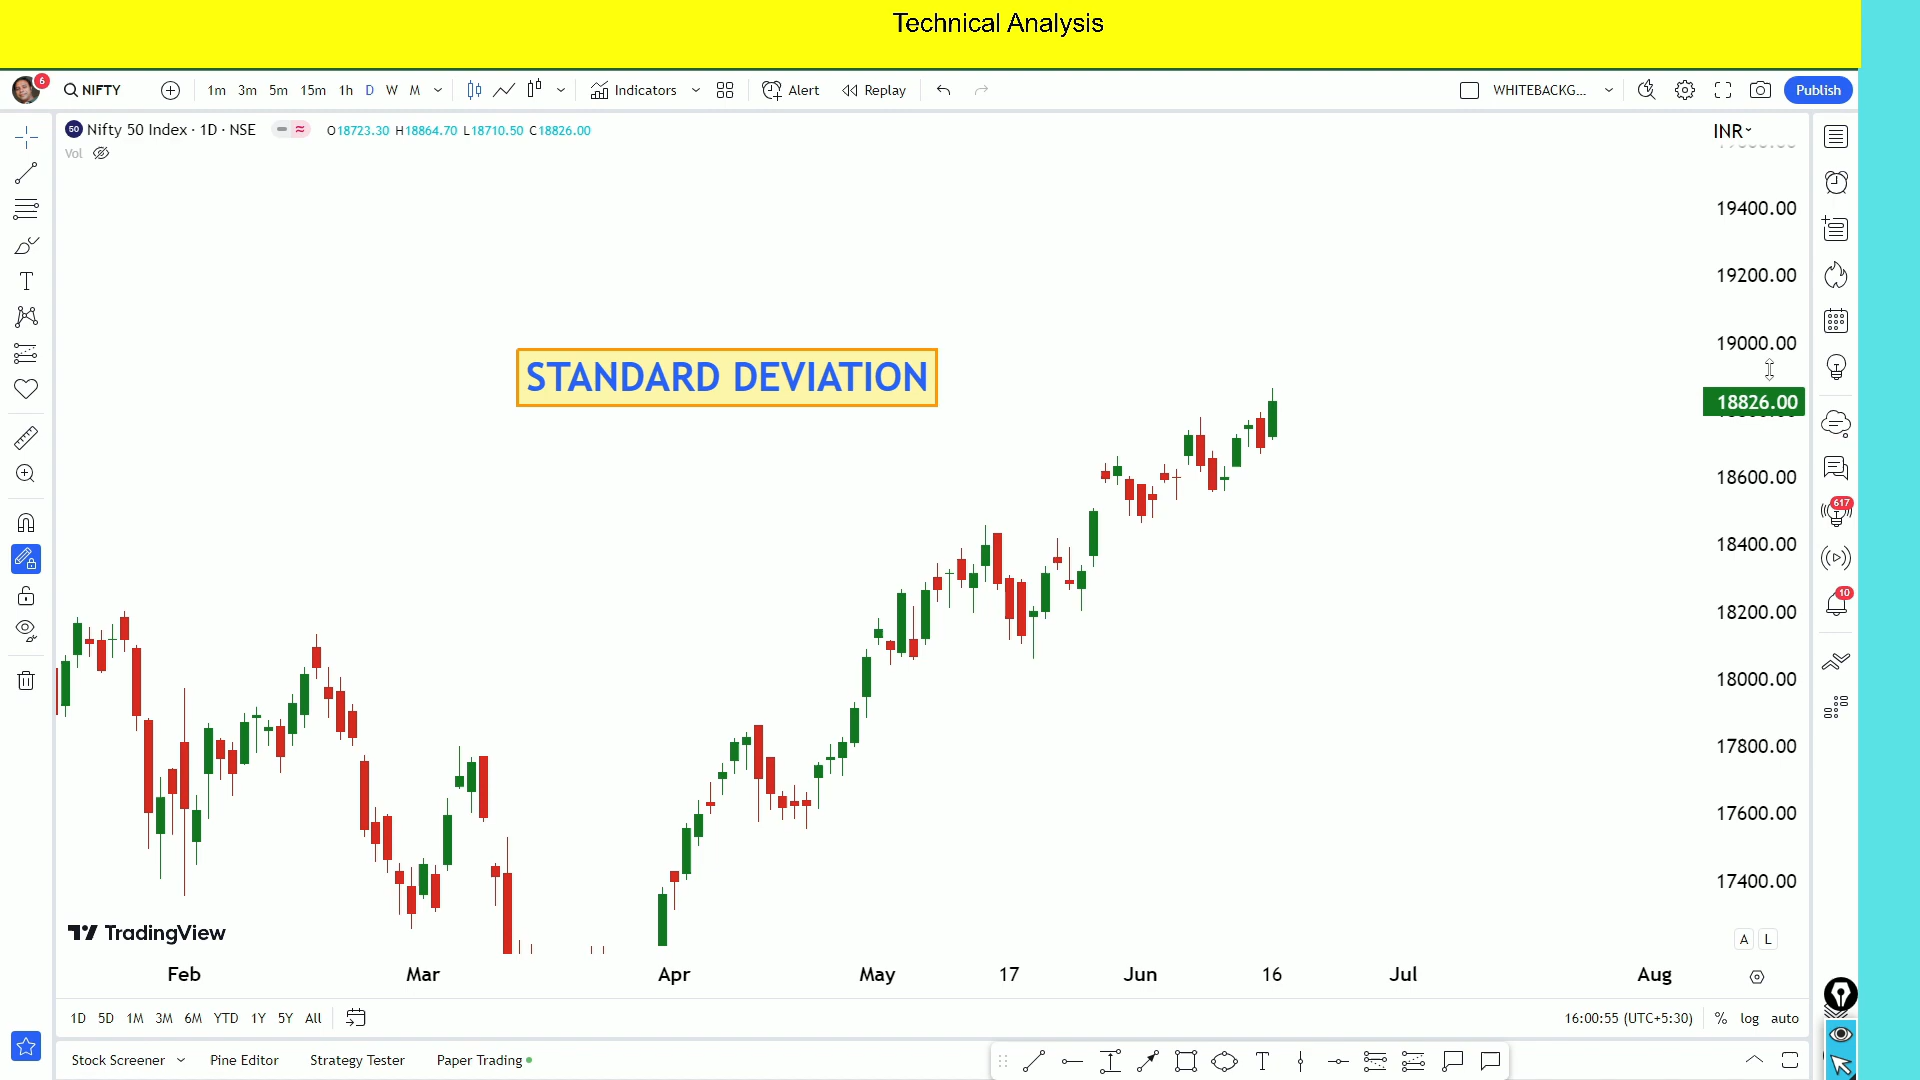 Technical Analysis
6
NIFTY
1m 3m 5m 15m 1h D W M
Indicators
Alert
Replay
WHITEBACKG...
Publish
50 Nifty 50 Index · 1D · NSE
O18723.30 H18864.70 L18710.50 C18826.00
INR
Vol
19400.00
19200.00
19000.00
STANDARD DEVIATION
18826.00
18600.00
617
18400.00
10
18200.00
18000.00
17800.00
17600.00
17400.00
TradingView
A L
Feb Mar Apr May 17 Jun 16 Jul Aug
1D 5D 1M 3M 6M YTD 1Y 5Y All
16:00:55 (UTC+5:30) % log auto
Stock Screener Pine Editor Strategy Tester Paper Trading